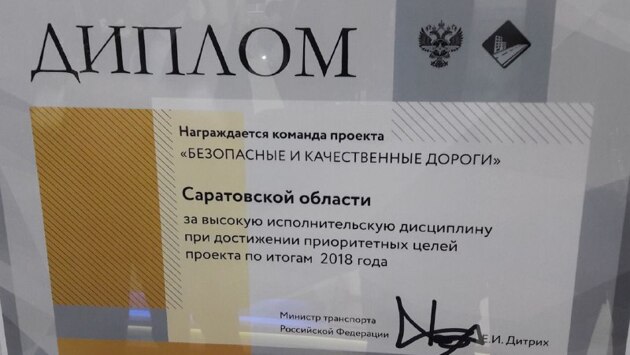 ДИПЛОМ
Награждается команда проекта
«БЕЗОПАСНЫЕ И КАЧЕСТВЕННЫЕ ДОРОГИ»
Саратовской области
за высокую исполнительскую дисциплину
при достижении приоритетных целей
проекта по итогам 2018 года
Министр транспорта
Российской Федерации
Е.И. Дитрих